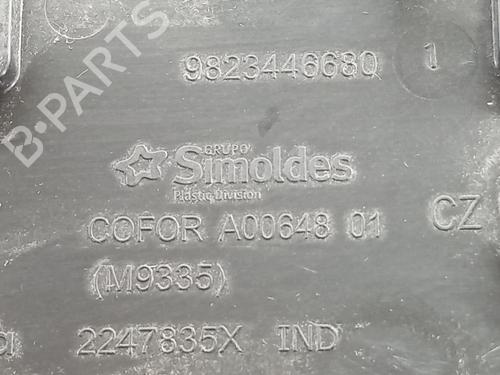 B-PARTS
9823446680 1
GRUPO
Simoldes
Plastic Division
COFOR A00648 01
CZ
(M9335)
2247835X IND